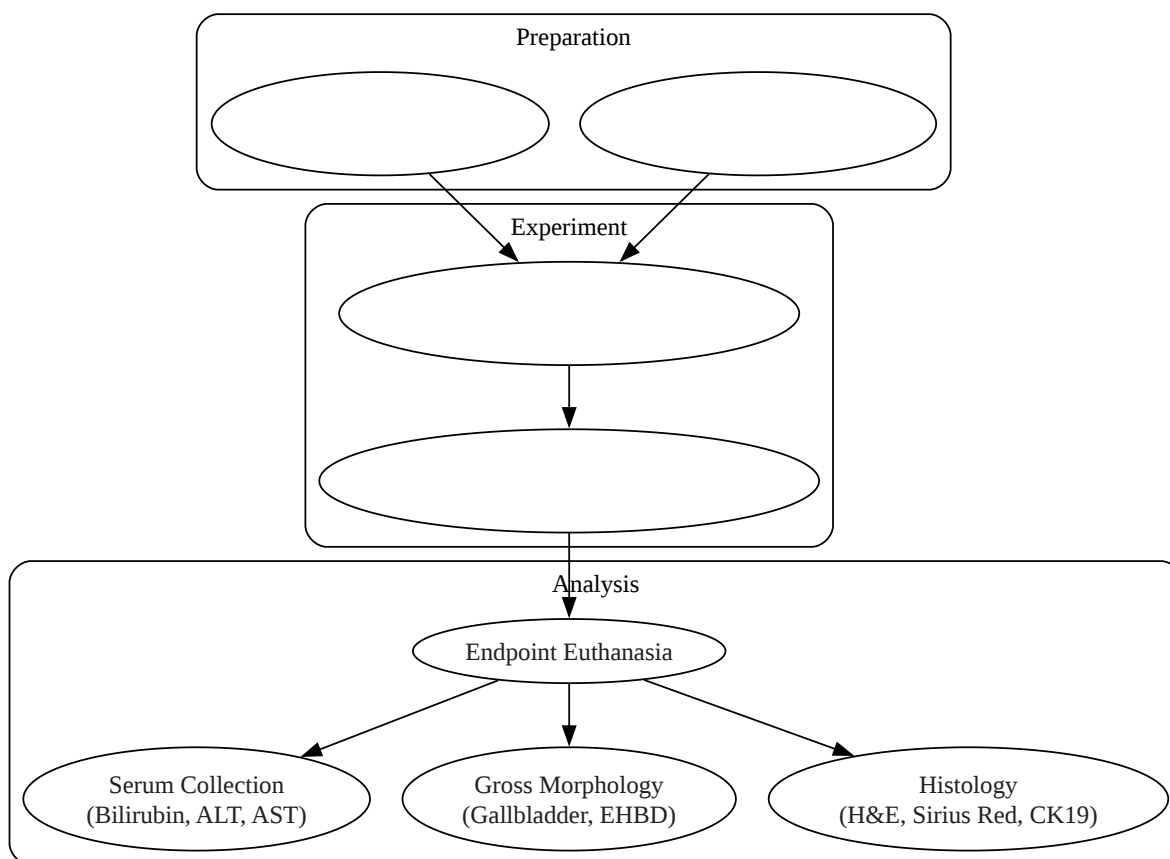 Preparation
Experiment
Analysis
Endpoint Euthanasia
Serum Collection
(Bilirubin, ALT, AST)
Gross Morphology
(Gallbladder, EHBD)
Histology
(H&E, Sirius Red, CK19)